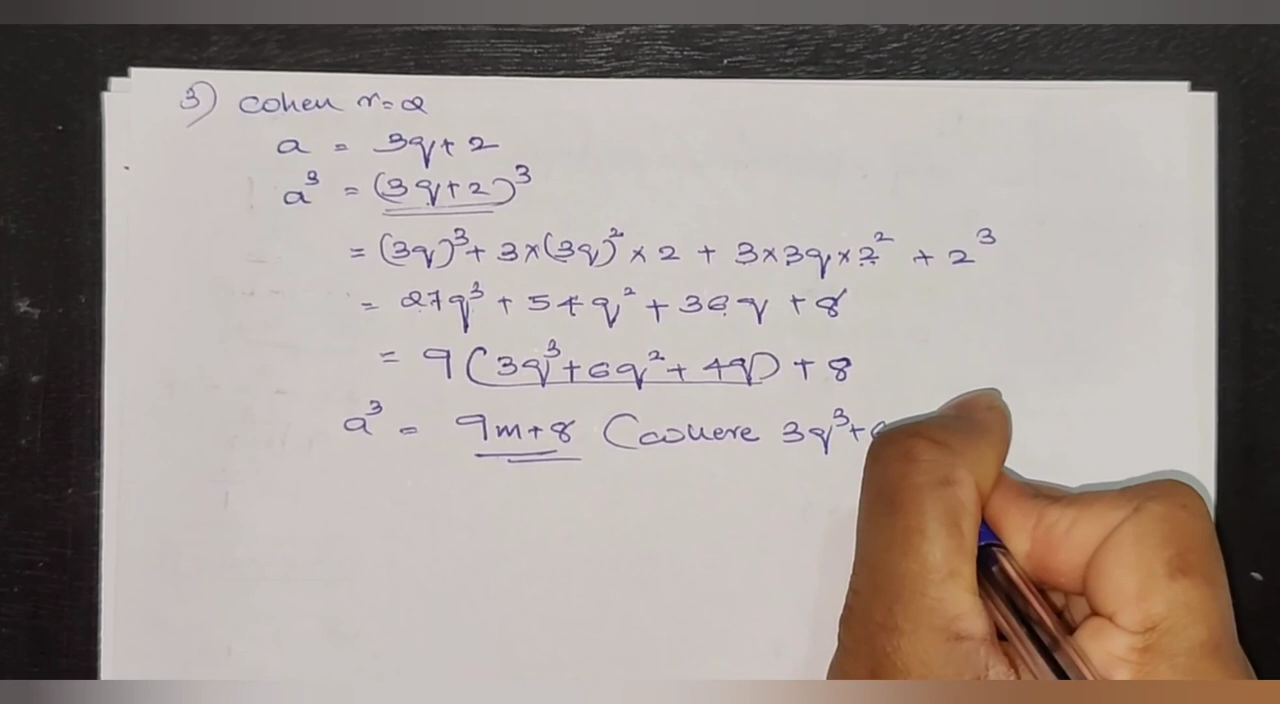 3) when r=2
a = 3q+2
a³ = (3q+2)³
= (3q)³+ 3×(3q)²×2 + 3×3q×2² + 2³
= 27q³ + 54q² + 36q + 8
= 9(3q³+6q²+4q) + 8
a³ = 9m+8 (where 3q³+